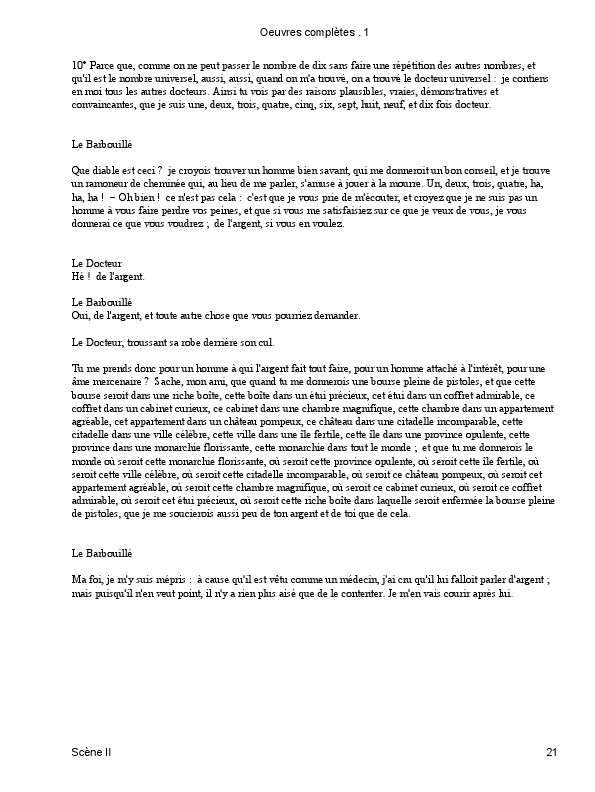 Oeuvres complètes . 1
10° Parce que, comme on ne peut passer le nombre de dix sans faire une répétition des autres nombres, et
qu'il est le nombre universel, aussi, aussi, quand on m'a trouvé, on a trouvé le docteur universel : je contiens
en moi tous les autres docteurs. Ainsi tu vois par des raisons plausibles, vraies, démonstratives et
convaincantes, que je suis une, deux, trois, quatre, cinq, six, sept, huit, neuf, et dix fois docteur.
Le Barbouillé
Que diable est ceci ? je croyois trouver un homme bien savant, qui me donneroit un bon conseil, et je trouve
un ramoneur de cheminée qui, au lieu de me parler, s'amuse à jouer à la mourre. Un, deux, trois, quatre, ha,
ha, ha ! − Oh bien ! ce n'est pas cela : c'est que je vous prie de m'écouter, et croyez que je ne suis pas un
homme à vous faire perdre vos peines, et que si vous me satisfaisiez sur ce que je veux de vous, je vous
donnerai ce que vous voudrez ; de l'argent, si vous en voulez.
Le Docteur
Hé ! de l'argent.
Le Barbouillé
Oui, de l'argent, et toute autre chose que vous pourriez demander.
Le Docteur, troussant sa robe derrière son cul.
Tu me prends donc pour un homme à qui l'argent fait tout faire, pour un homme attaché à l'intérêt, pour une
âme mercenaire ? Sache, mon ami, que quand tu me donnerois une bourse pleine de pistoles, et que cette
bourse seroit dans une riche boîte, cette boîte dans un étui précieux, cet étui dans un coffret admirable, ce
coffret dans un cabinet curieux, ce cabinet dans une chambre magnifique, cette chambre dans un appartement
agréable, cet appartement dans un château pompeux, ce château dans une citadelle incomparable, cette
citadelle dans une ville célèbre, cette ville dans une île fertile, cette île dans une province opulente, cette
province dans une monarchie florissante, cette monarchie dans tout le monde ; et que tu me donnerois le
monde où seroit cette monarchie florissante, où seroit cette province opulente, où seroit cette île fertile, où
seroit cette ville célèbre, où seroit cette citadelle incomparable, où seroit ce château pompeux, où seroit cet
appartement agréable, où seroit cette chambre magnifique, où seroit ce cabinet curieux, où seroit ce coffret
admirable, où seroit cet étui précieux, où seroit cette riche boîte dans laquelle seroit enfermée la bourse pleine
de pistoles, que je me soucierois aussi peu de ton argent et de toi que de cela.
Le Barbouillé
Ma foi, je m'y suis mépris : à cause qu'il est vêtu comme un médecin, j'ai cru qu'il lui falloit parler d'argent ;
mais puisqu'il n'en veut point, il n'y a rien plus aisé que de le contenter. Je m'en vais courir après lui.
Scène II
21